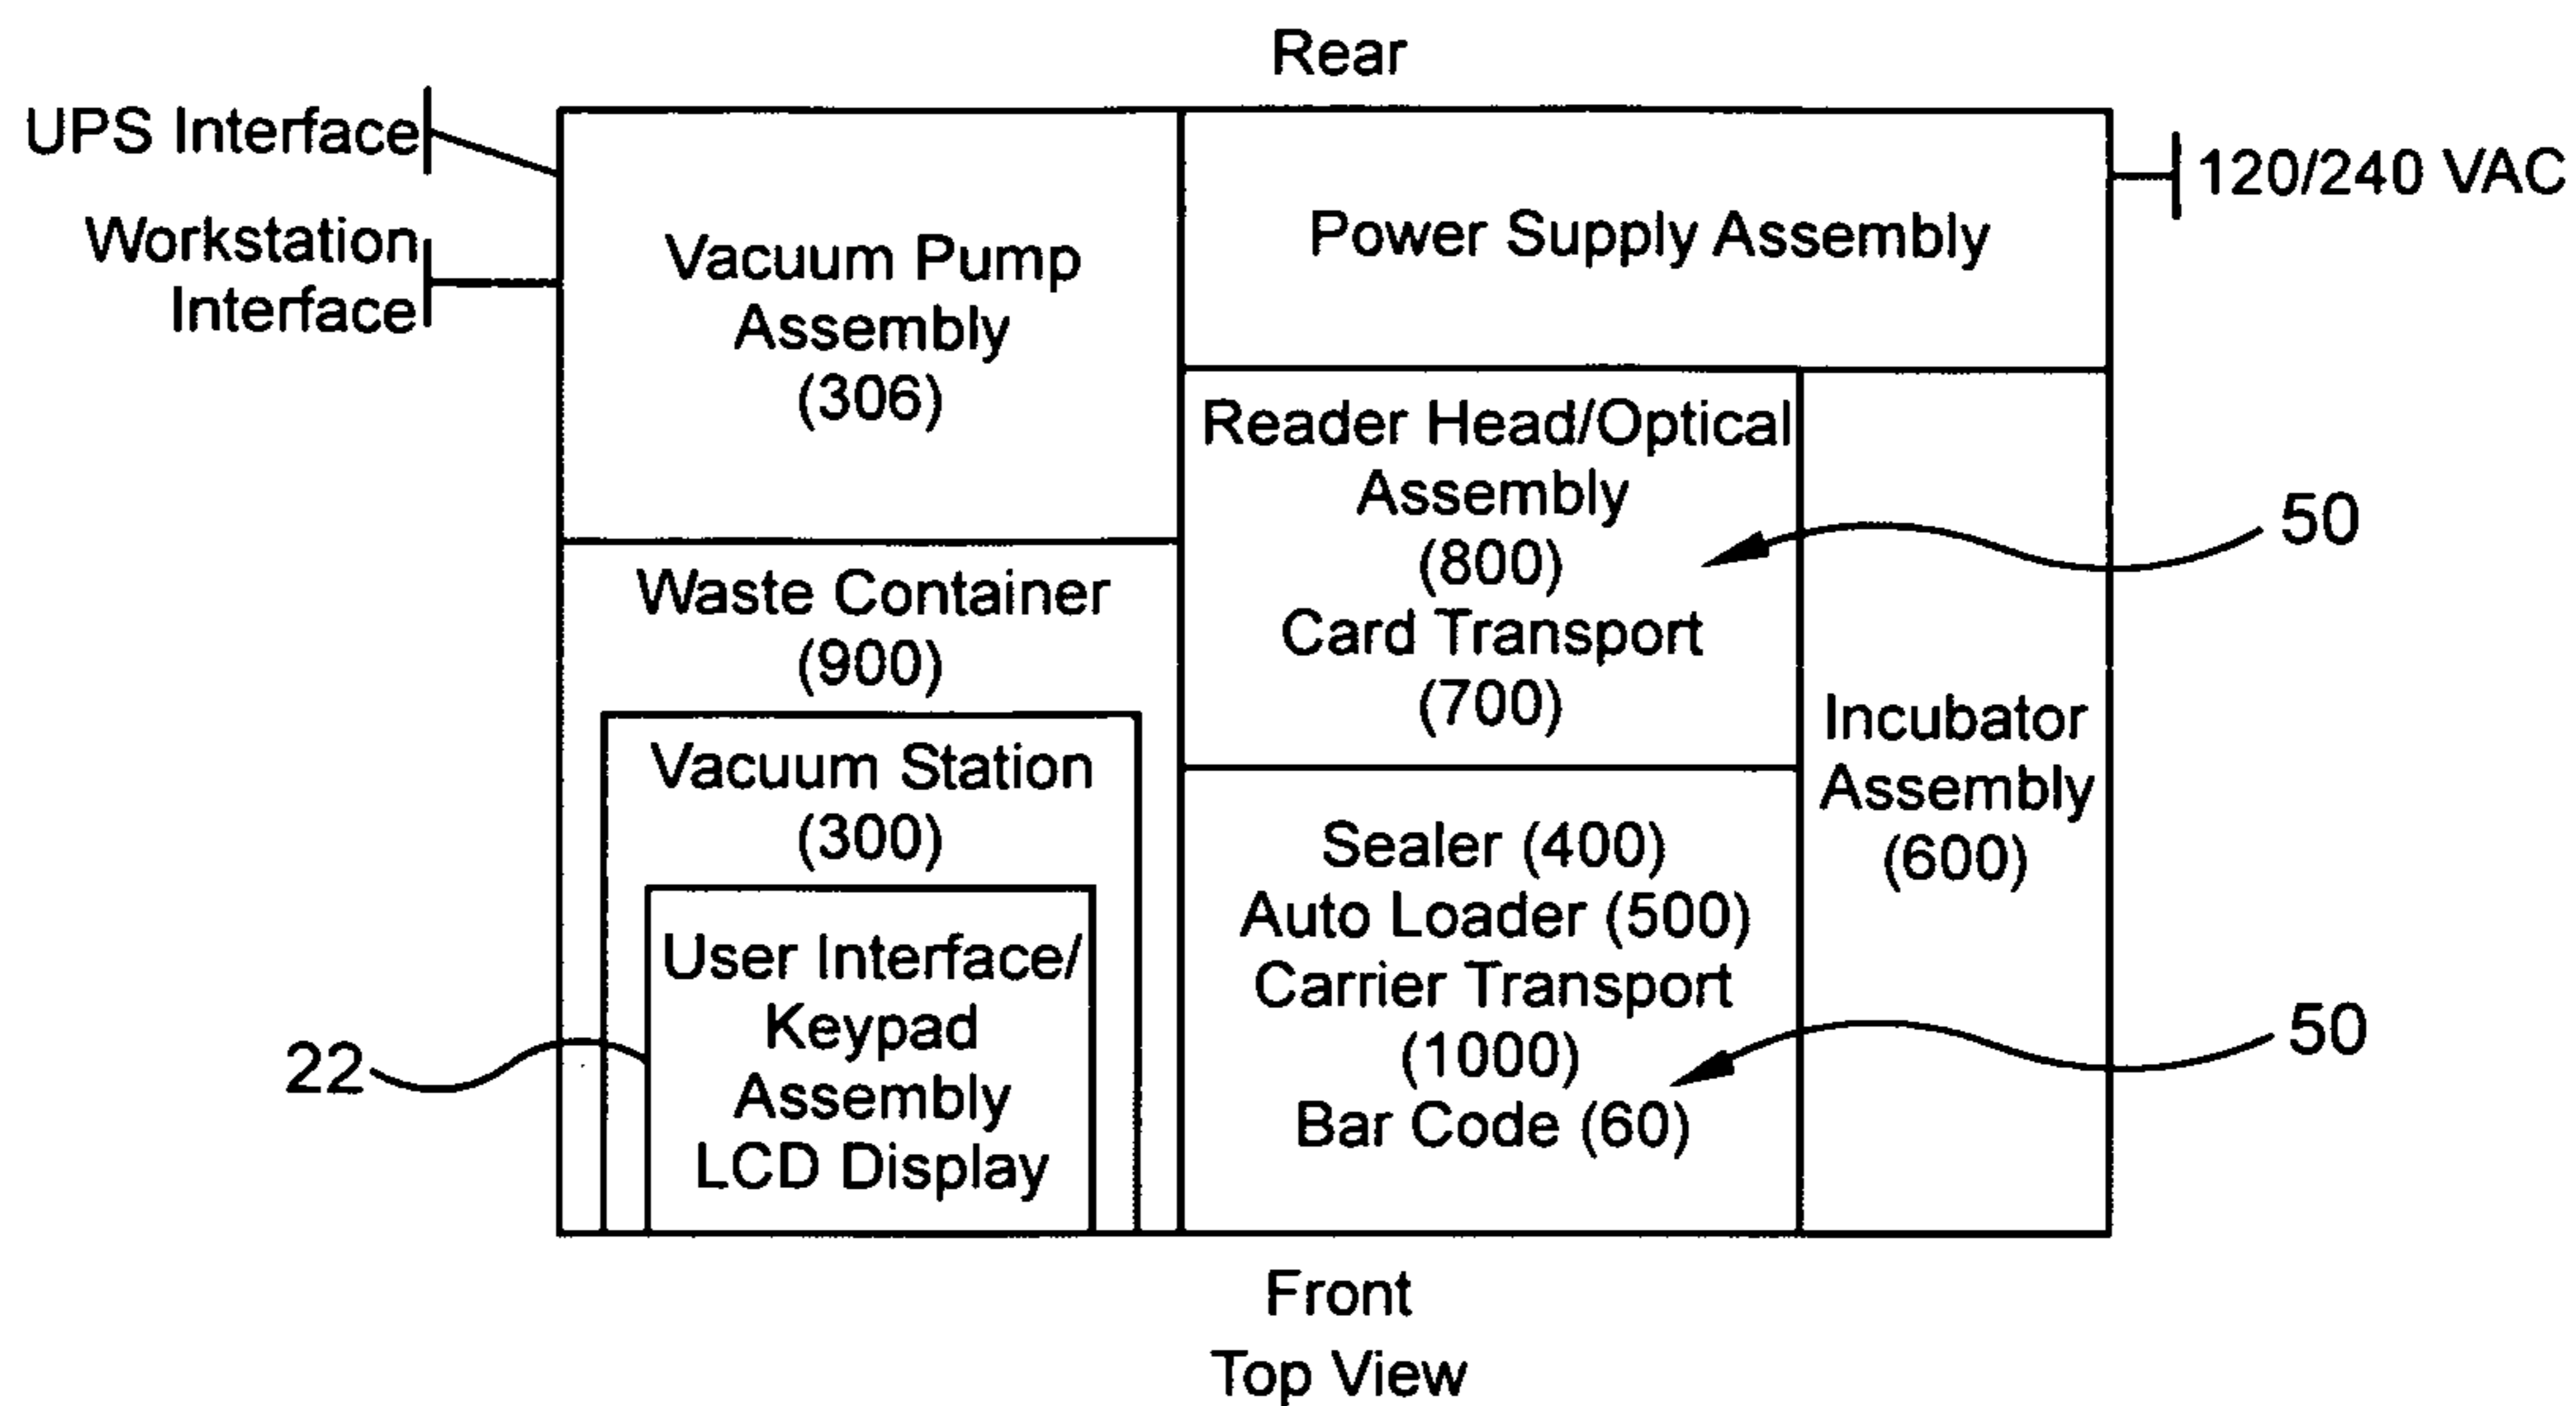 Rear
UPS Interface
Workstation
Interface
120/240 VAC
Vacuum Pump
Assembly
(306)
Power Supply Assembly
Reader Head/Optical
Assembly
(800)
Card Transport
(700)
50
Waste Container
(900)
Vacuum Station
(300)
User Interface/
Keypad
Assembly
LCD Display
22
Sealer (400)
Auto Loader (500)
Carrier Transport
(1000)
Bar Code (60)
Incubator
Assembly
(600)
50
Front
Top View